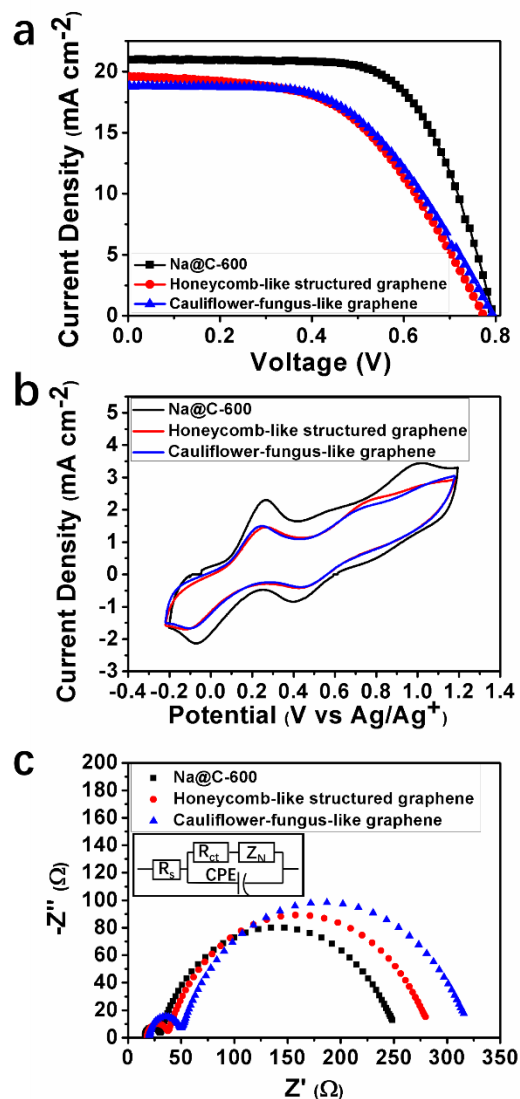 a
Current Density (mA cm-2)
20
15
10
5
0
Na@C-600
Honeycomb-like structured graphene
Cauliflower-fungus-like graphene
0.0 0.2 0.4 0.6 0.8
Voltage (V)
b
Current Density (mA cm-2)
5
4
3
2
1
0
-1
-2
-3
Na@C-600
Honeycomb-like structured graphene
Cauliflower-fungus-like graphene
-0.4 -0.2 0.0 0.2 0.4 0.6 0.8 1.0 1.2 1.4
Potential (V vs Ag/Ag+)
c
-Z'' (Ω)
200
180
160
140
120
100
80
60
40
20
0
Na@C-600
Honeycomb-like structured graphene
Cauliflower-fungus-like graphene
Rs Rct ZN
CPE
0 50 100 150 200 250 300 350
Z' (Ω)